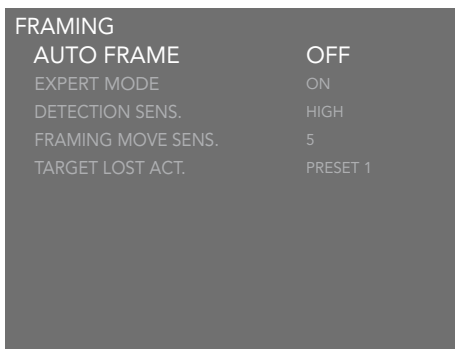 FRAMING
AUTO FRAME OFF
EXPERT MODE ON
DETECTION SENS. HIGH
FRAMING MOVE SENS. 5
TARGET LOST ACT. PRESET 1